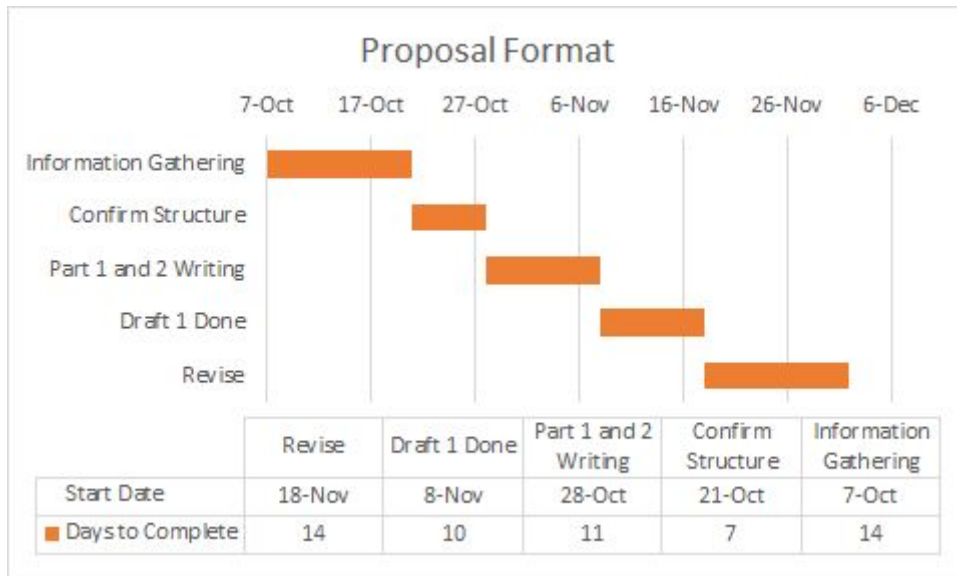 Proposal Format
7-Oct 17-Oct 27-Oct 6-Nov 16-Nov 26-Nov 6-Dec
Information Gathering
Confirm Structure
Part 1 and 2 Writing
Draft 1 Done
Revise
Revise Draft 1 Done Part 1 and 2 Writing Confirm Structure Information Gathering
Start Date 18-Nov 8-Nov 28-Oct 21-Oct 7-Oct
Days to Complete 14 10 11 7 14